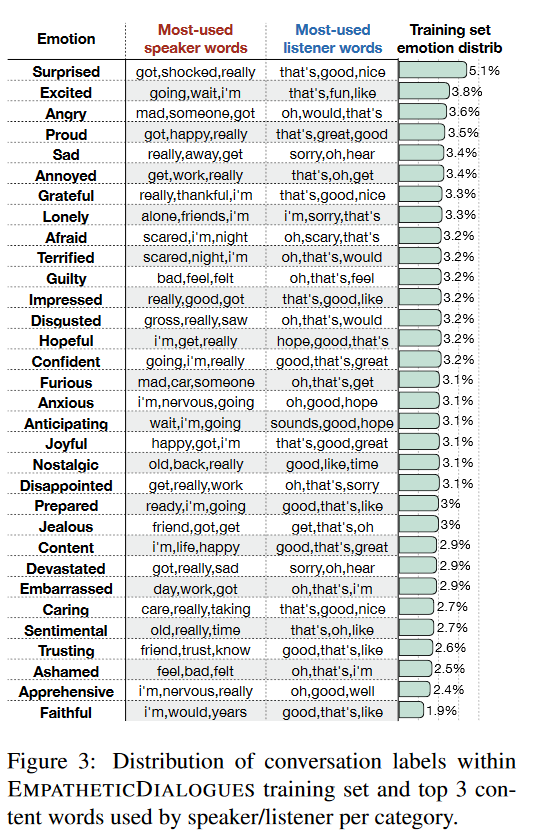 Emotion Most-used speaker words Most-used listener words Training set emotion distrib
Surprised got,shocked,really that's,good,nice 5.1%
Excited going,wait,i'm that's,fun,like 3.8%
Angry mad,someone,got oh,would,that's 3.6%
Proud got,happy,really that's,great,good 3.5%
Sad really,away,get sorry,oh,hear 3.4%
Annoyed get,work,really that's,oh,get 3.4%
Grateful really,thankful,i'm that's,good,nice 3.3%
Lonely alone,friends,i'm i'm,sorry,that's 3.3%
Afraid scared,i'm,night oh,scary,that's 3.2%
Terrified scared,night,i'm oh,that's,would 3.2%
Guilty bad,feel,felt oh,that's,feel 3.2%
Impressed really,good,got that's,good,like 3.2%
Disgusted gross,really,saw oh,that's,would 3.2%
Hopeful i'm,get,really hope,good,that's 3.2%
Confident going,i'm,really good,that's,great 3.2%
Furious mad,car,someone oh,that's,get 3.1%
Anxious i'm,nervous,going oh,good,hope 3.1%
Anticipating wait,i'm,going sounds,good,hope 3.1%
Joyful happy,got,i'm that's,good,great 3.1%
Nostalgic old,back,really good,like,time 3.1%
Disappointed get,really,work oh,that's,sorry 3.1%
Prepared ready,i'm,going good,that's,like 3%
Jealous friend,got,get get,that's,oh 3%
Content i'm,life,happy good,that's,great 2.9%
Devastated got,really,sad sorry,oh,hear 2.9%
Embarrassed day,work,got oh,that's,i'm 2.9%
Caring care,really,taking that's,good,nice 2.7%
Sentimental old,really,time that's,oh,like 2.7%
Trusting friend,trust,know good,that's,like 2.6%
Ashamed feel,bad,felt oh,that's,i'm 2.5%
Apprehensive i'm,nervous,really oh,good,well 2.4%
Faithful i'm,would,years good,that's,like 1.9%
Figure 3: Distribution of conversation labels within
EMPATHETICDIALOGUES training set and top 3 con-
tent words used by speaker/listener per category.